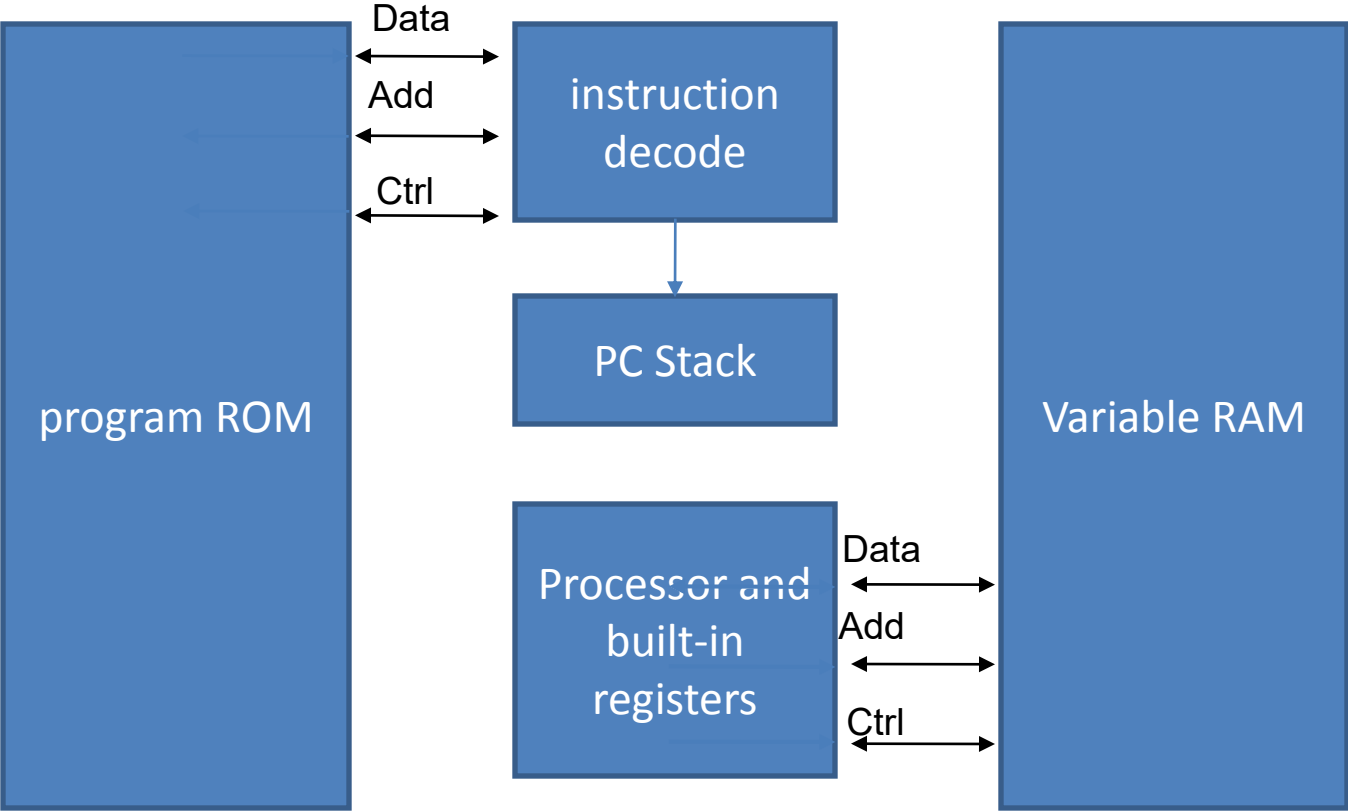 Data
Add
Ctrl
instruction
decode
PC Stack
program ROM
Variable RAM
Processor and
built-in
registers
Data
Add
Ctrl